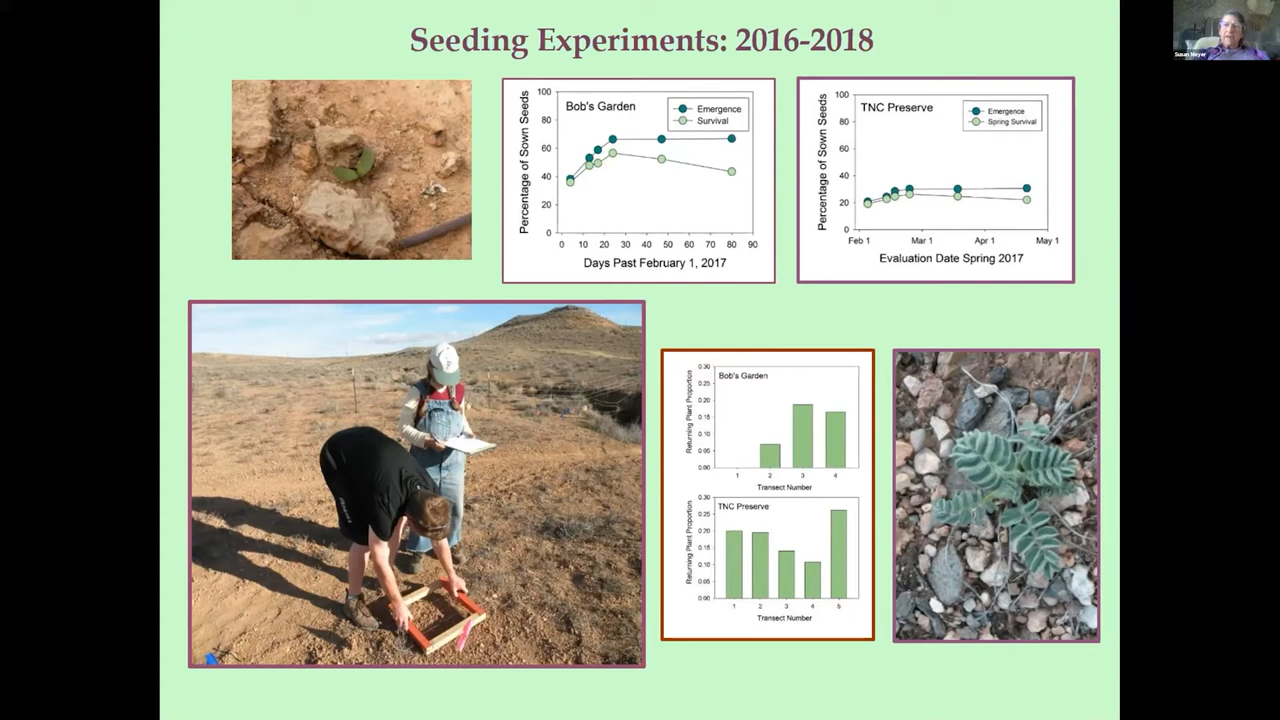 Seeding Experiments: 2016-2018
Susan Meyer
Percentage of Sown Seeds
100
80
60
40
20
0
Bob's Garden
Emergence
Survival
0 10 17 20 30 40 50 60 70 80 90
Days Past February 1, 2017
Percentage of Sown Seeds
100
80
60
40
20
0
TNC Preserve
Emergence
Spring Survival
Feb 1 Mar 1 Apr 1 May 1
Evaluation Date Spring 2017
Returning Plant Proportion
0.30
0.25
0.20
0.15
0.10
0.05
0.00
Bob's Garden
1 2 3 4
Transect Number
Returning Plant Proportion
0.30
0.25
0.20
0.15
0.10
0.05
0.00
TNC Preserve
1 2 3 4 5
Transect Number